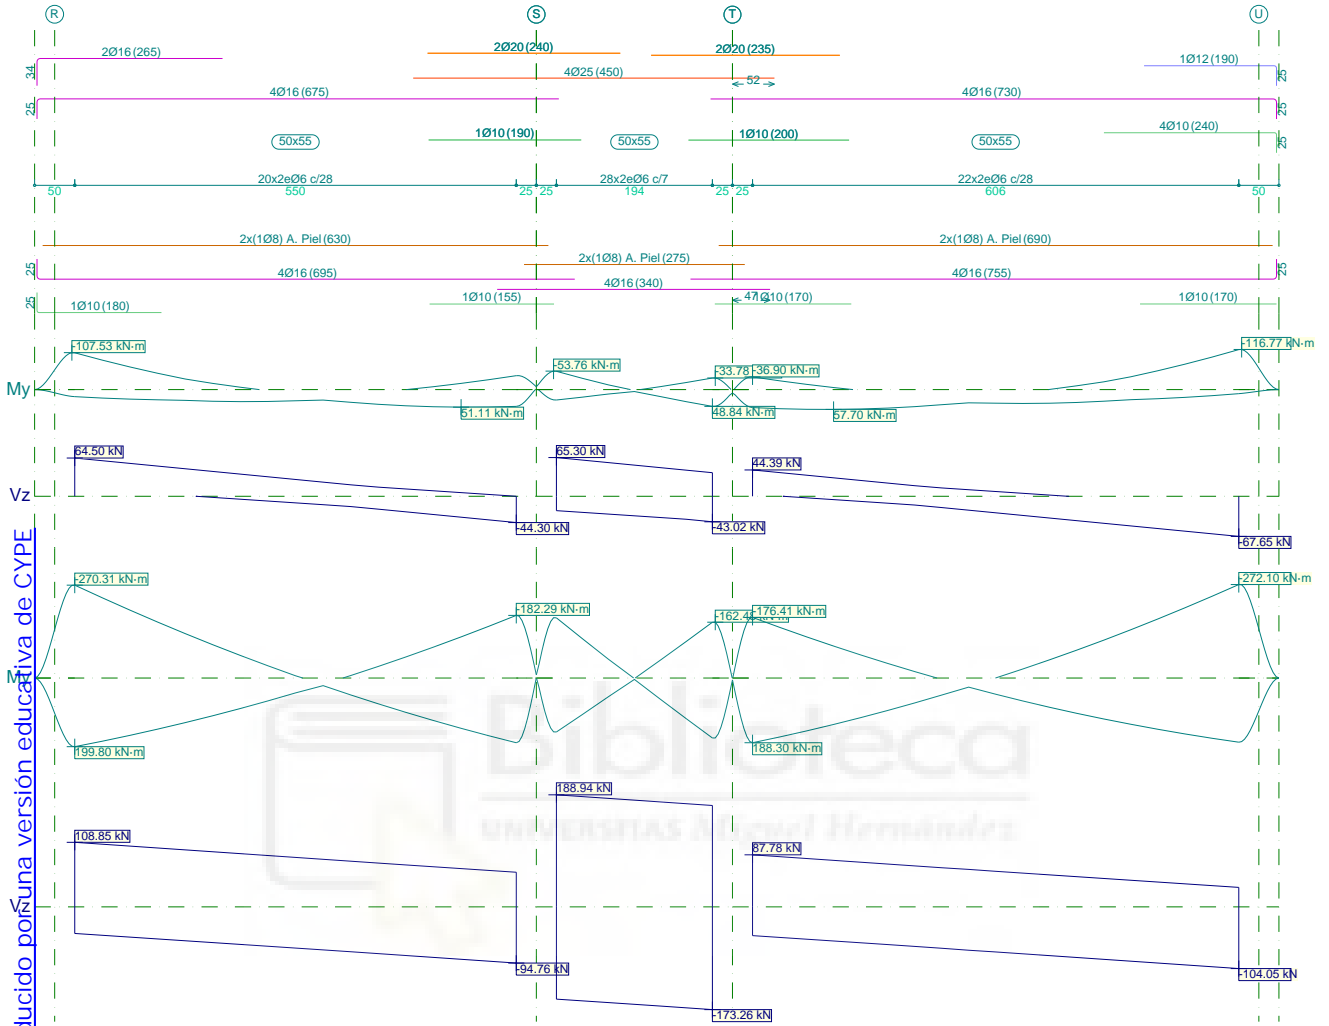 R S T U
2Ø16 (265) 2Ø20 (240) 2Ø20 (235) 1Ø12 (190)
34 4Ø25 (450) 52 25
25 4Ø16 (675) 4Ø16 (730)
1Ø10 (190) 1Ø10 (200) 4Ø10 (240) 25
50x55 50x55 50x55
20x2eØ6 c/28 28x2eØ6 c/7 22x2eØ6 c/28
50 550 25 25 194 25 25 606 50
2x(1Ø8) A. Piel (630) 2x(1Ø8) A. Piel (690)
2x(1Ø8) A. Piel (275)
25 4Ø16 (695) 4Ø16 (755) 25
4Ø16 (340)
25 1Ø10 (180) 1Ø10 (155) 47 1Ø10 (170) 1Ø10 (170)
-107.53 kN·m -53.76 kN·m -33.78 -36.90 kN·m -116.77 kN·m
My
51.11 kN·m 48.84 kN·m 57.70 kN·m
64.50 kN 65.30 kN 44.39 kN
Vz
-44.30 kN -43.02 kN -67.65 kN
-270.31 kN·m -182.29 kN·m -162.4 -176.41 kN·m -272.10 kN·m
My
199.80 kN·m 188.30 kN·m
Biblioteca
UNIVERSITAS Miguel Hernández
108.85 kN 188.94 kN 87.78 kN
Vz
-94.76 kN -173.26 kN -104.05 kN
ducido por una versión educativa de CYPE